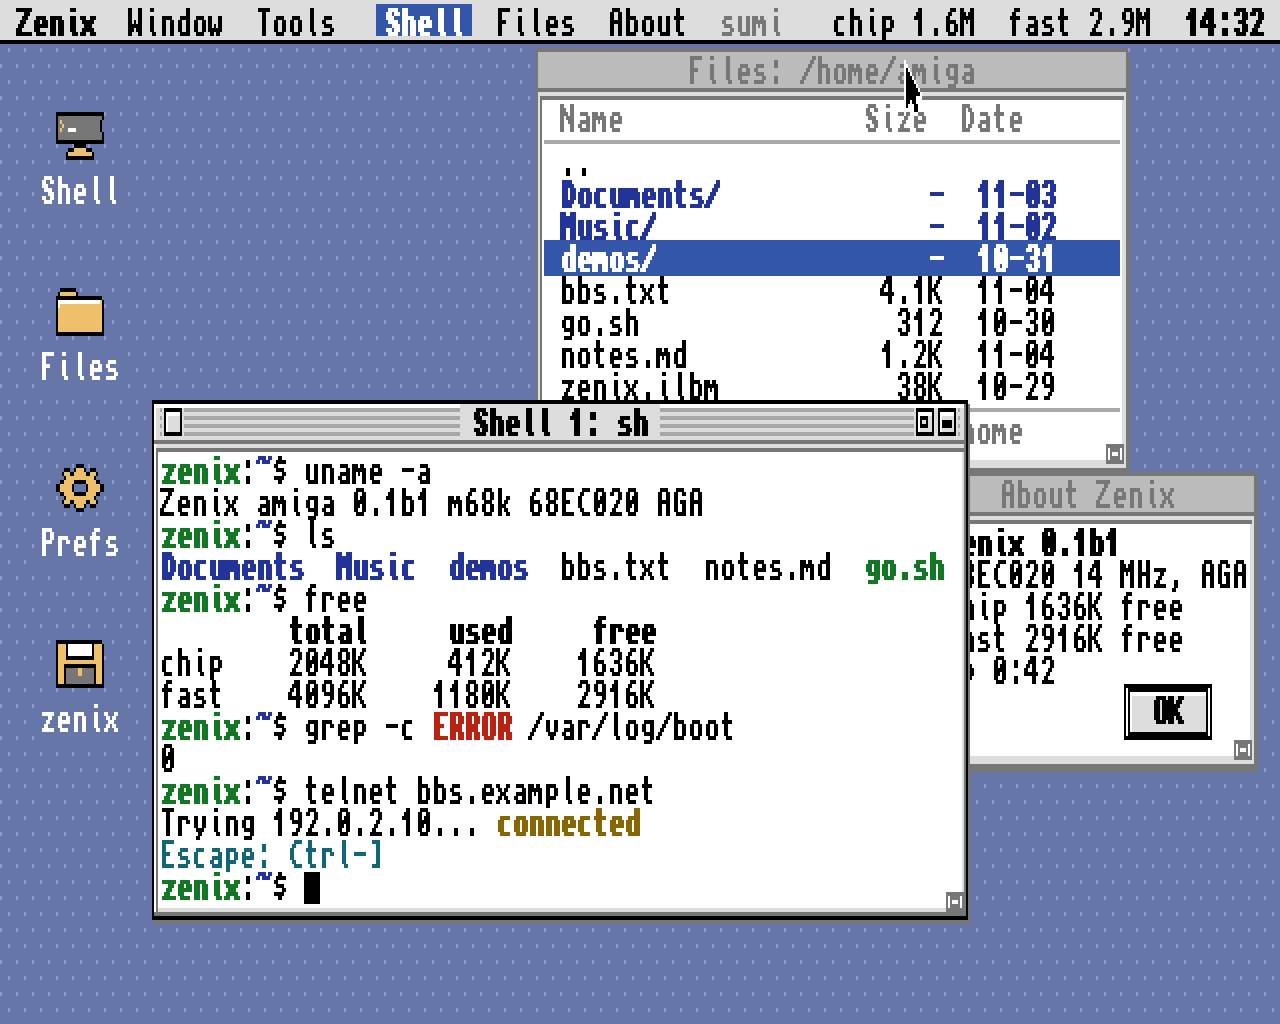 Zenix Window Tools Shell Files About sumi chip 1.6M fast 2.9M 14:32
Shell
Files
Prefs
zenix
Files: /home/amiga
Name Size Date
..
Documents/ - 11-03
Music/ - 11-02
demos/ - 10-31
bbs.txt 4.1K 11-04
go.sh 312 10-30
notes.md 1.2K 11-04
zenix.ilbm 38K 10-29
home
Shell 1: sh
zenix:~$ uname -a
Zenix amiga 0.1b1 m68k 68EC020 AGA
zenix:~$ ls
Documents Music demos bbs.txt notes.md go.sh
zenix:~$ free
total used free
chip 2048K 412K 1636K
fast 4096K 1180K 2916K
zenix:~$ grep -c ERROR /var/log/boot
0
zenix:~$ telnet bbs.example.net
Trying 192.0.2.10... connected
Escape: Ctrl-]
zenix:~$
About Zenix
enix 0.1b1
8EC020 14 MHz, AGA
hip 1636K free
ast 2916K free
0:42
OK